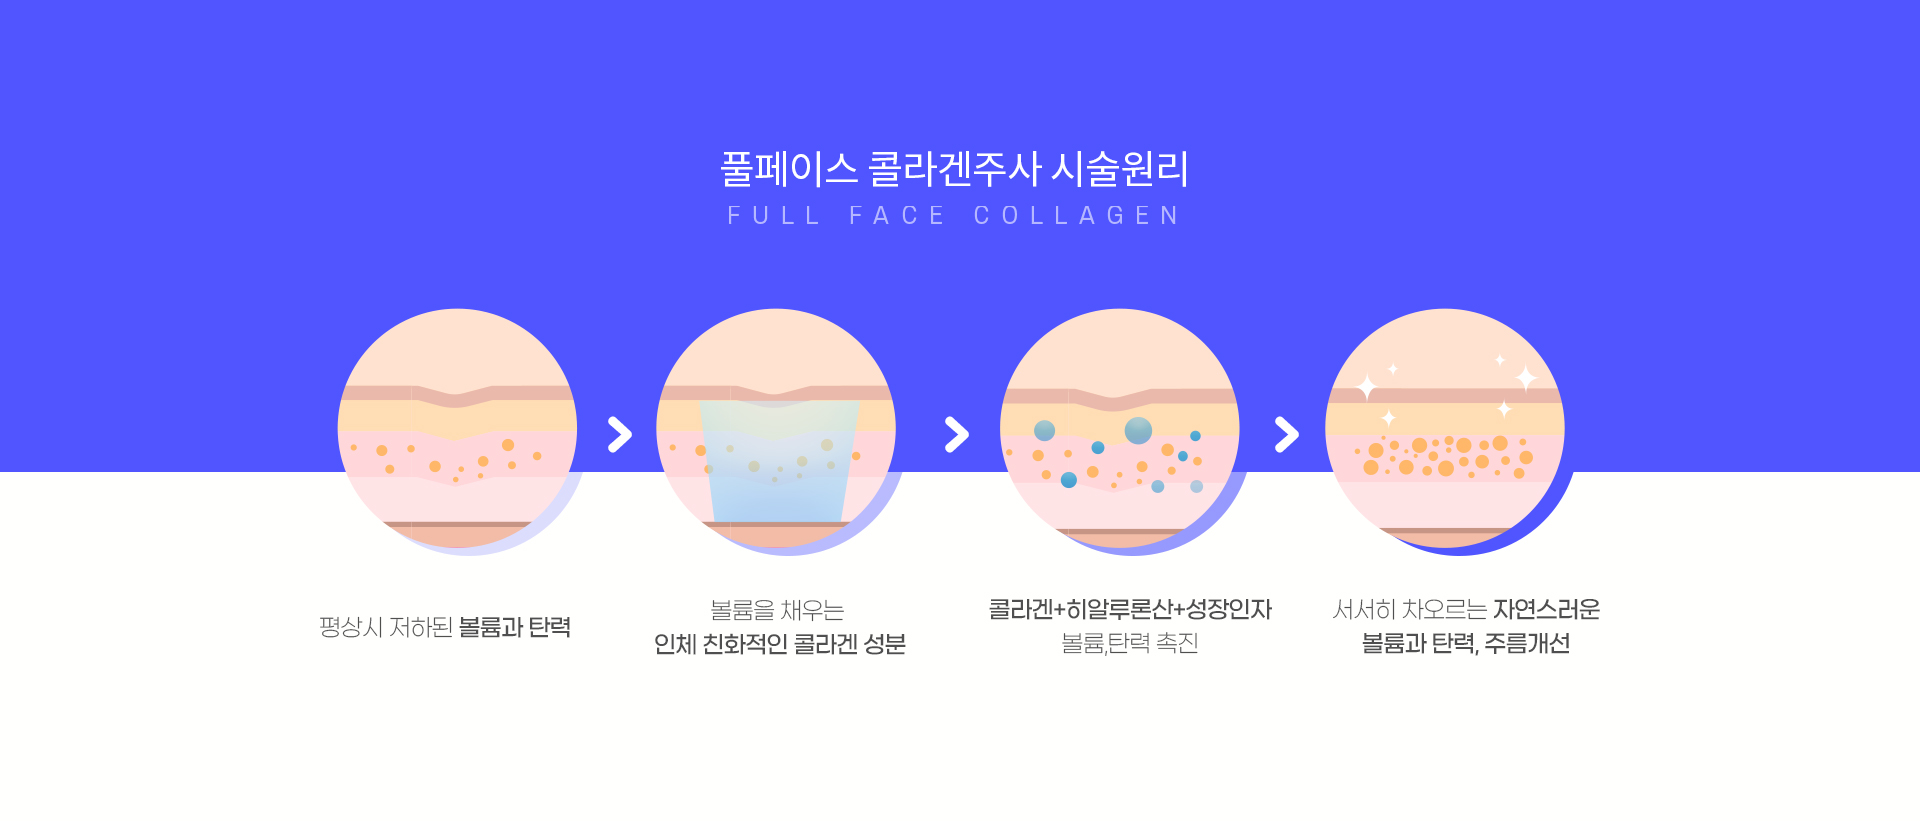 풀페이스 콜라겐주사 시술원리
FULL FACE COLLAGEN
평상시 저하된 볼륨과 탄력
볼륨을 채우는
인체 친화적인 콜라겐 성분
콜라겐+히알루론산+성장인자
볼륨,탄력 촉진
서서히 차오르는 자연스러운
볼륨과 탄력, 주름개선